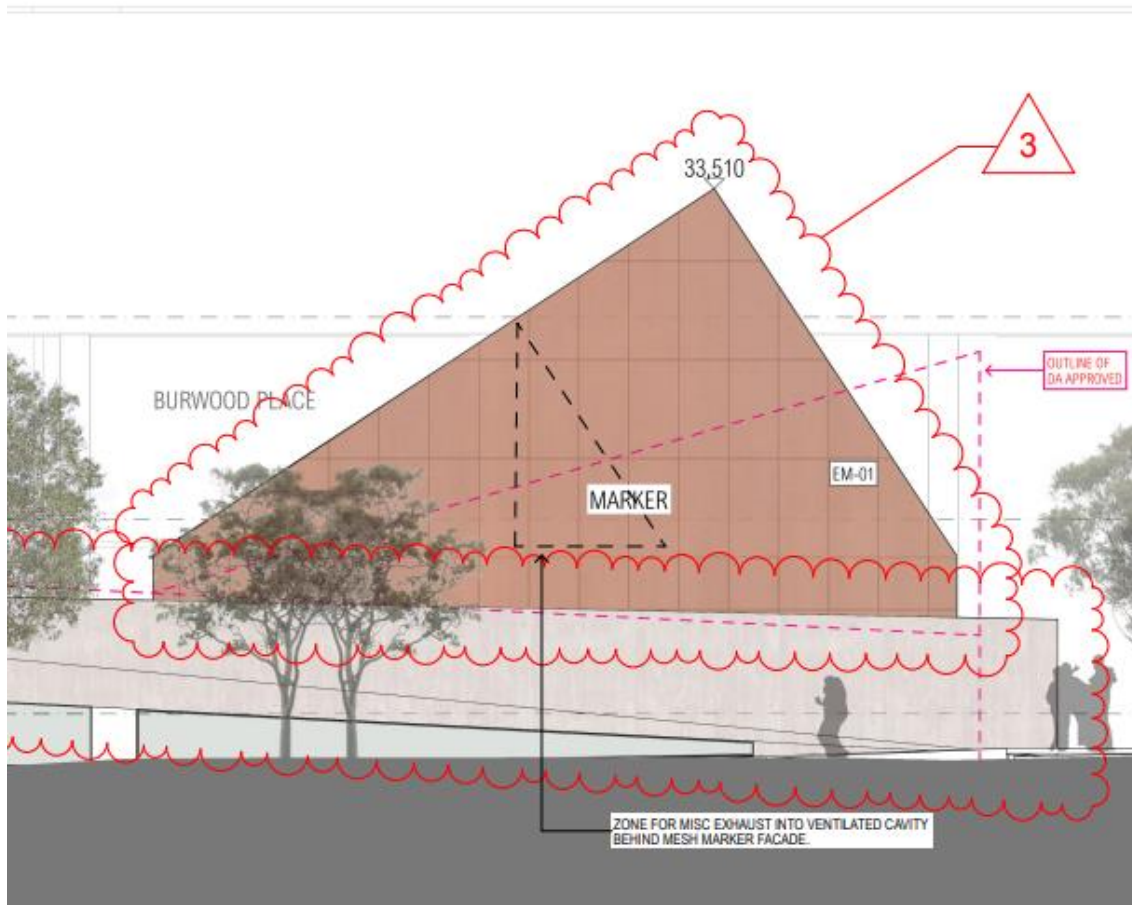 3
33,510
OUTLINE OF
DA APPROVED
BURWOOD PLACE
EM-01
MARKER
ZONE FOR MISC EXHAUST INTO VENTILATED CAVITY
BEHIND MESH MARKER FACADE.